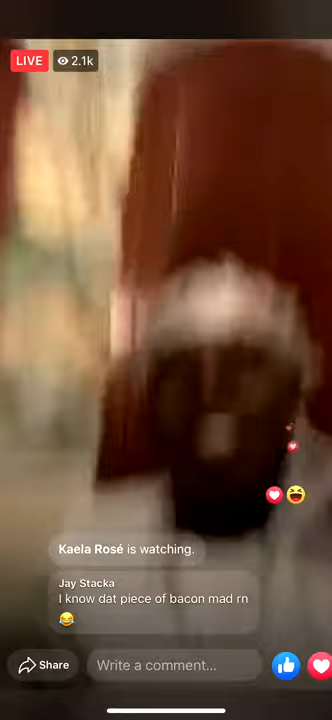 LIVE 2.1k
Kaela Rosé is watching.
Jay Stacka
I know dat piece of bacon mad rn
😂
Share Write a comment...